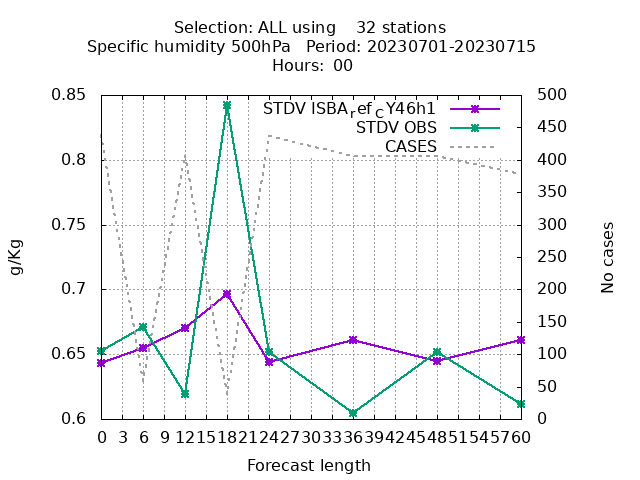 Selection: ALL using    32 stations
Specific humidity 500hPa   Period: 20230701-20230715
Hours:  00
STDV ISBA_ref_CY46h1
STDV OBS
CASES
0.85
0.8
0.75
0.7
0.65
0.6
g/Kg
500
450
400
350
300
250
200
150
100
50
0
No cases
0 3 6 9 12 15 18 21 24 27 30 33 36 39 42 45 48 51 54 57 60
Forecast length